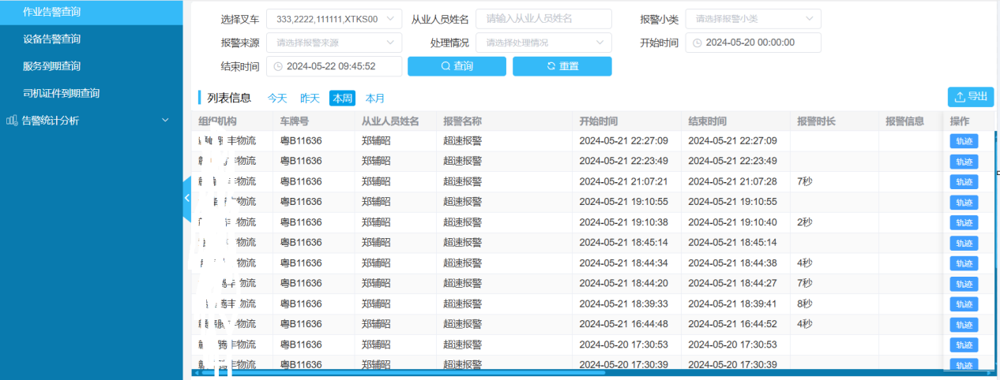 作业告警查询
设备告警查询
服务到期查询
司机证件到期查询
告警统计分析
选择叉车 333,2222,111111,XTKS00 从业人员姓名 请输入从业人员姓名 报警小类 请选择报警小类
报警来源 请选择报警来源 处理情况 请选择处理情况 开始时间 2024-05-20 00:00:00
结束时间 2024-05-22 09:45:52 查询 重置
列表信息 今天 昨天 本周 本月 导出
组织机构 车牌号 从业人员姓名 报警名称 开始时间 结束时间 报警时长 报警信息 操作
丰物流 粤B11636 郑辅昭 超速报警 2024-05-21 22:27:09 2024-05-21 22:27:09 轨迹
物流 粤B11636 郑辅昭 超速报警 2024-05-21 22:23:49 2024-05-21 22:23:49 轨迹
物流 粤B11636 郑辅昭 超速报警 2024-05-21 21:07:21 2024-05-21 21:07:28 7秒 轨迹
物流 粤B11636 郑辅昭 超速报警 2024-05-21 19:10:55 2024-05-21 19:10:55 轨迹
物流 粤B11636 郑辅昭 超速报警 2024-05-21 19:10:38 2024-05-21 19:10:40 2秒 轨迹
物流 粤B11636 郑辅昭 超速报警 2024-05-21 18:45:14 2024-05-21 18:45:14 轨迹
物流 粤B11636 郑辅昭 超速报警 2024-05-21 18:44:34 2024-05-21 18:44:38 4秒 轨迹
物流 粤B11636 郑辅昭 超速报警 2024-05-21 18:44:20 2024-05-21 18:44:27 7秒 轨迹
丰物流 粤B11636 郑辅昭 超速报警 2024-05-21 18:39:33 2024-05-21 18:39:41 8秒 轨迹
物流 粤B11636 郑辅昭 超速报警 2024-05-21 16:44:48 2024-05-21 16:44:52 4秒 轨迹
腾丰物流 粤B11636 郑辅昭 超速报警 2024-05-20 17:30:53 2024-05-20 17:30:53 轨迹
物流 粤B11636 郑辅昭 超速报警 2024-05-20 17:30:39 2024-05-20 17:30:39 轨迹